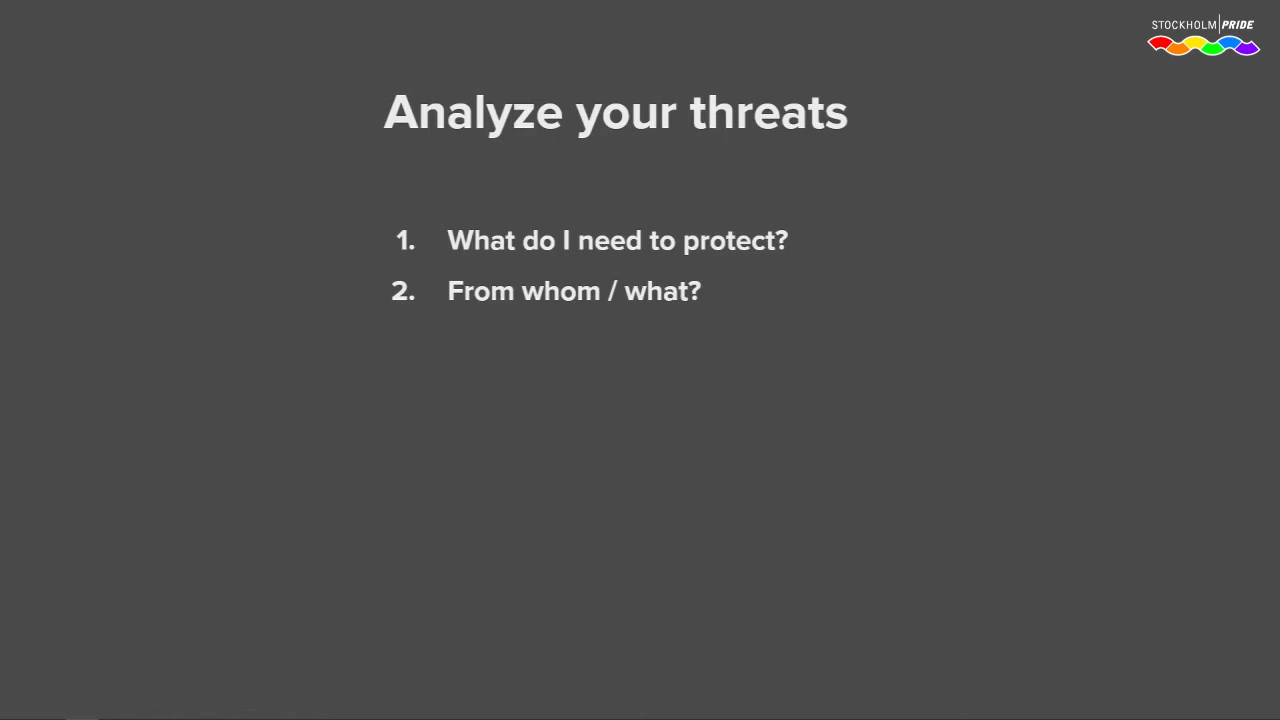 STOCKHOLM PRIDE
Analyze your threats
1. What do I need to protect?
2. From whom / what?